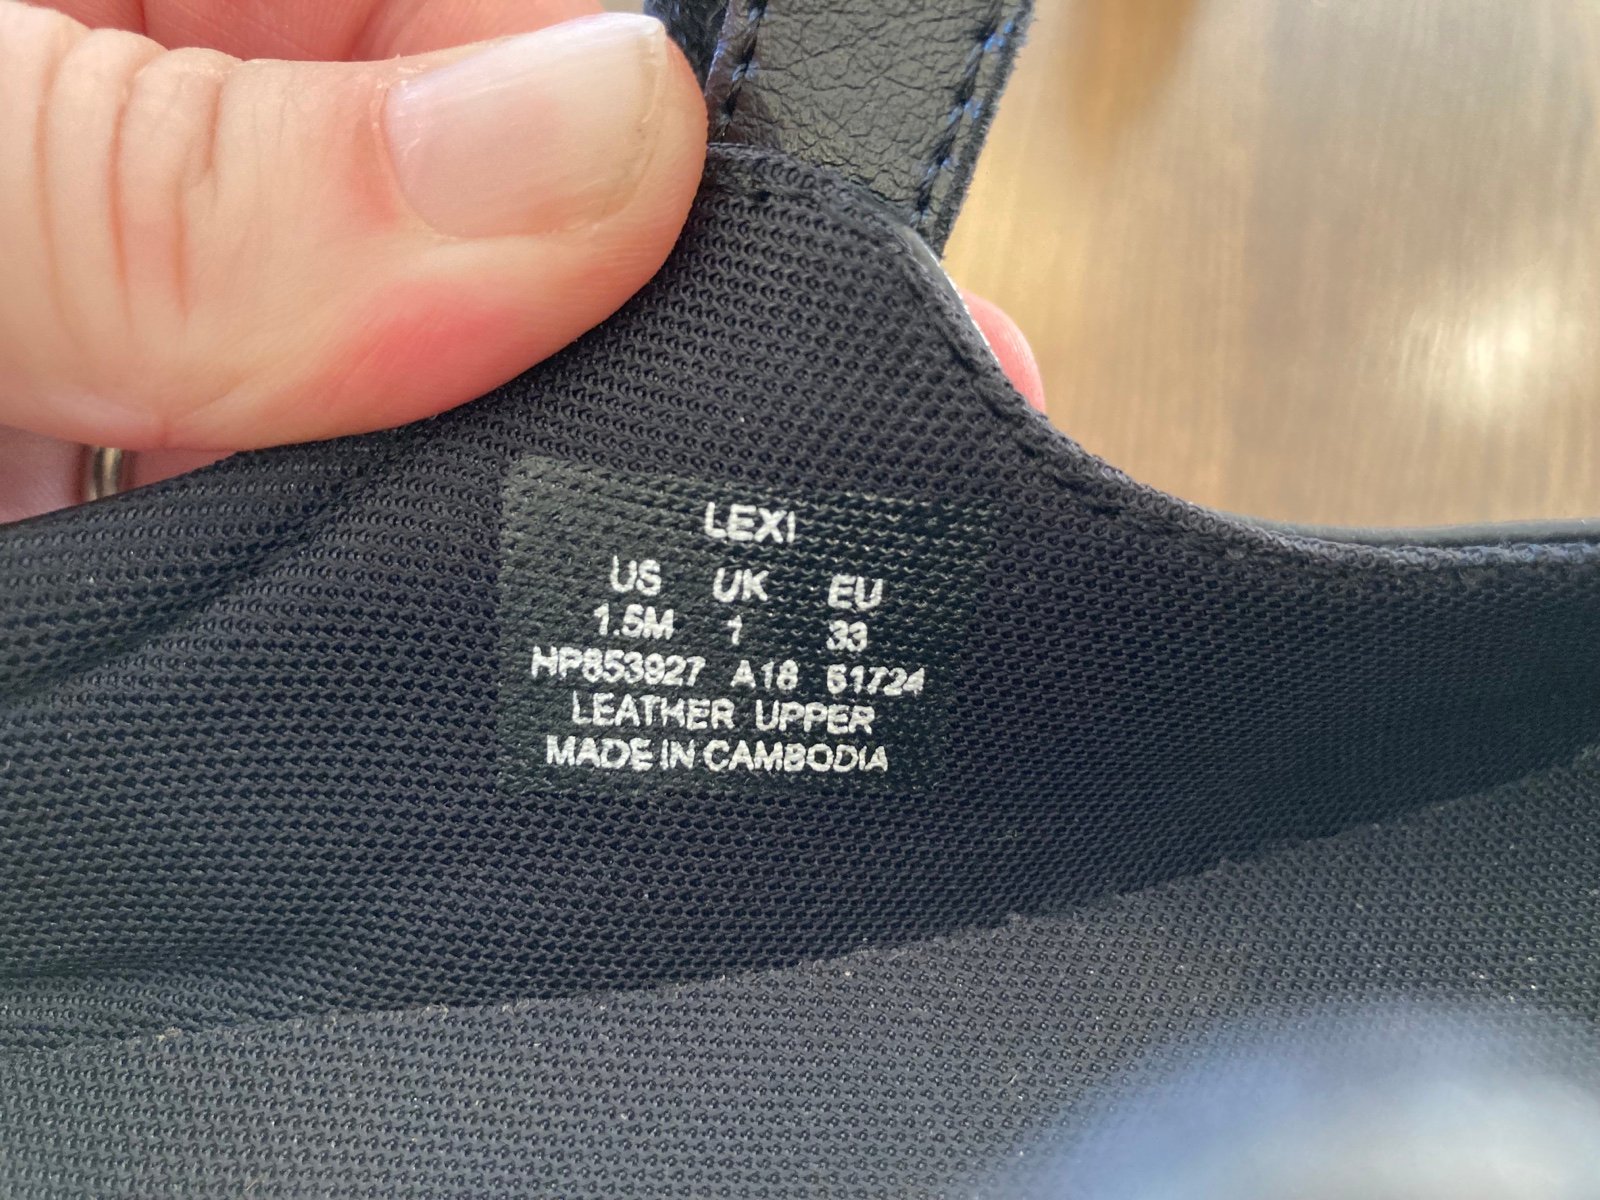 LEXI
US UK EU
1.5M 1 33
HP853927 A18 51724
LEATHER UPPER
MADE IN CAMBODIA